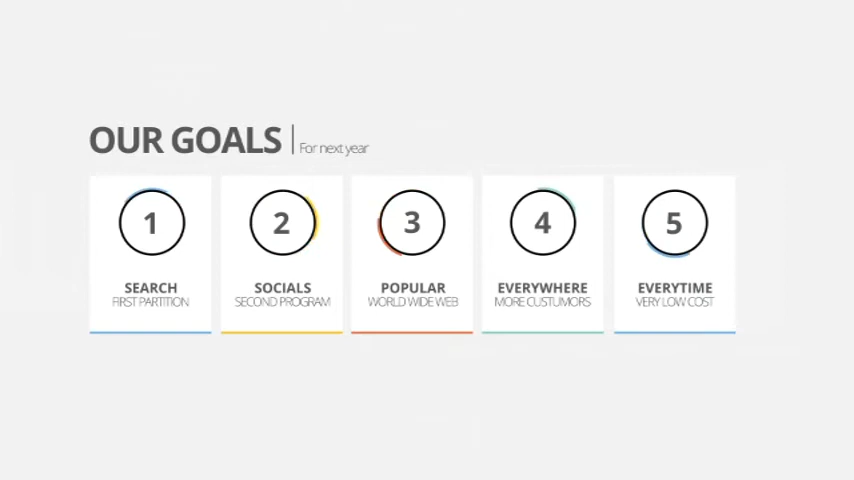 OUR GOALS | For next year
1 2 3 4 5
SEARCH SOCIALS POPULAR EVERYWHERE EVERYTIME
FIRST PARTITION SECOND PROGRAM WORLD WIDE WEB MORE CUSTUMORS VERY LOW COST